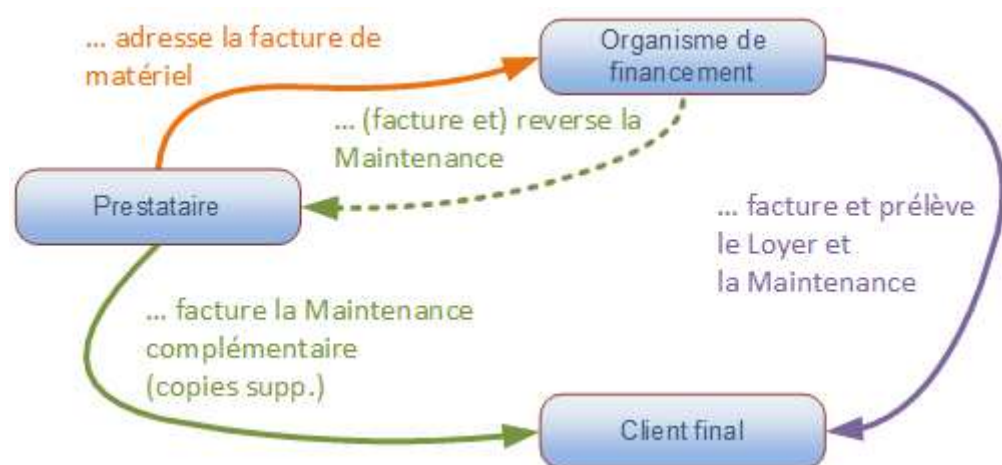 ... adresse la facture de
matériel
Organisme de
financement
... (facture et) reverse la
Maintenance
Prestataire
... facture et prélève
le Loyer et
la Maintenance
... facture la Maintenance
complémentaire
(copies supp.)
Client final